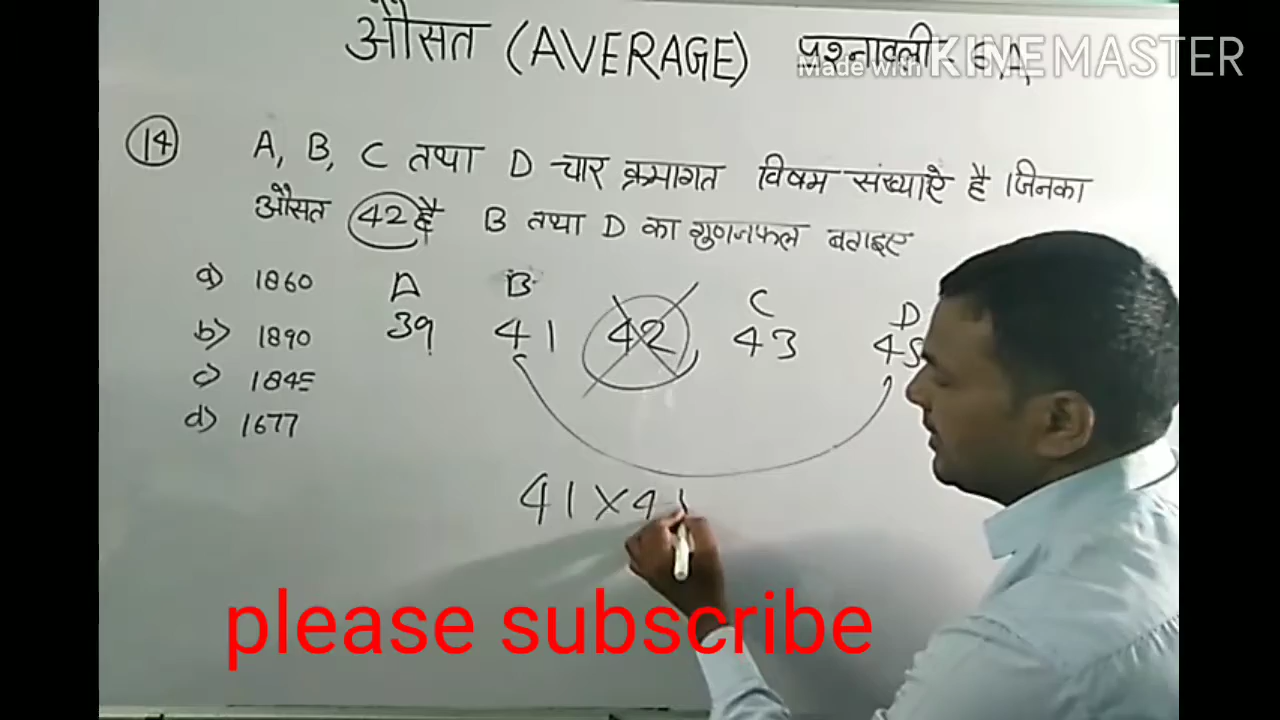 औसत (AVERAGE) प्रश्नावली - 6A
Made with KINEMASTER
14 A, B, C तथा D चार क्रमागत विषम संख्याऐ है जिनका
औसत 42 है B तथा D का गुणनफल बताइए
a) 1860
b) 1890
c) 1845
d) 1677
A B C D
39 41 42 43 45
41 X 4
please subscribe